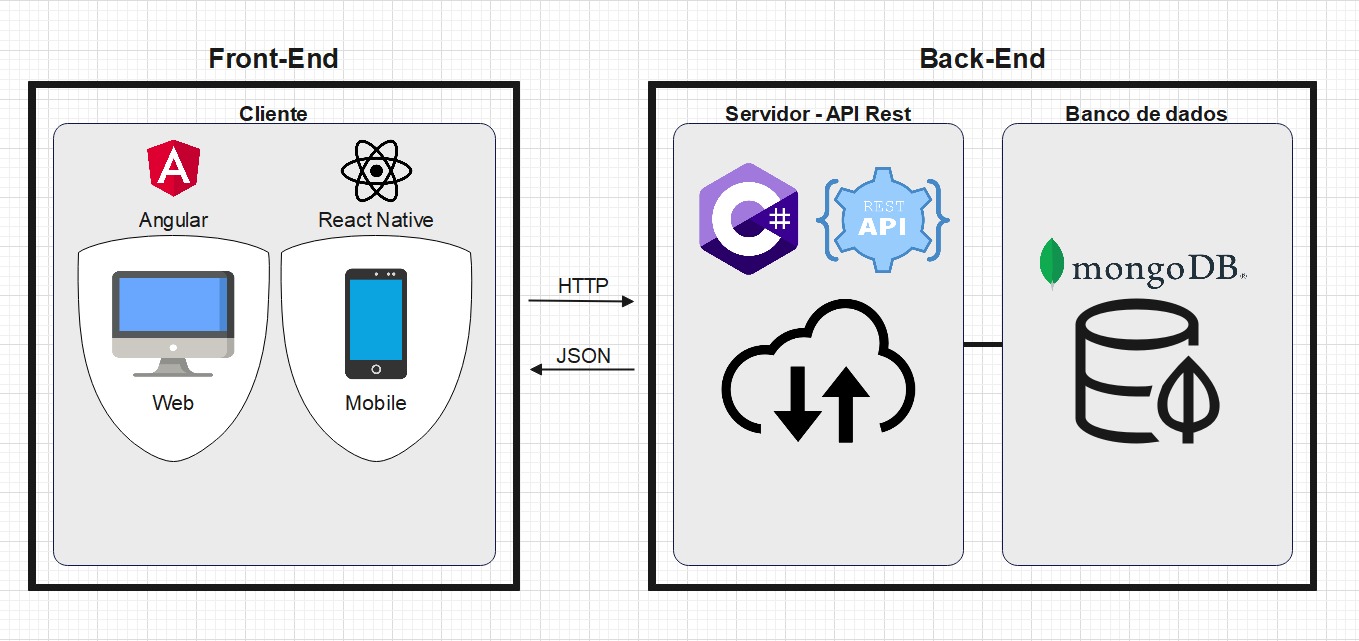 Front-End
Cliente
Angular
React Native
Web
Mobile
HTTP
JSON
Back-End
Servidor - API Rest
C#
{REST}
API
Banco de dados
mongoDB®